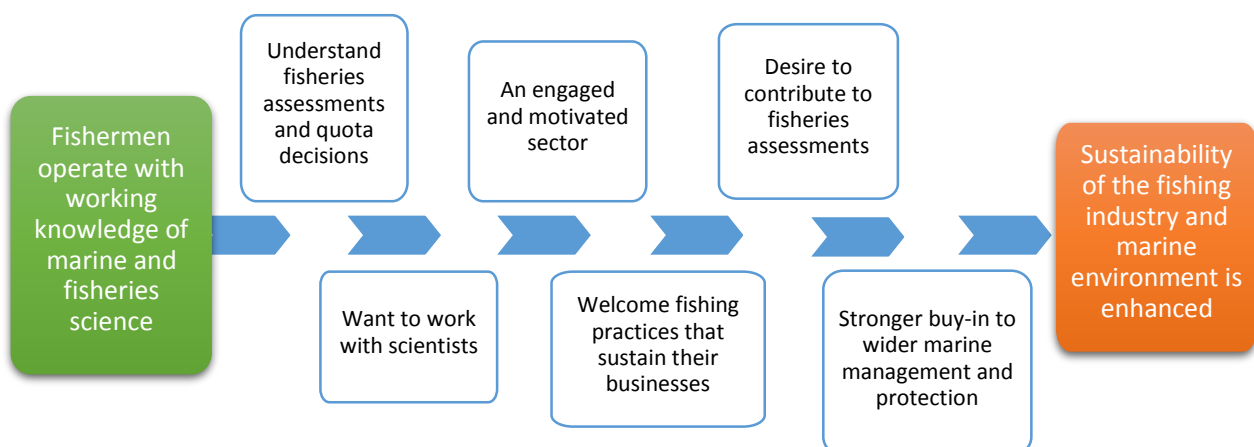 Fishermen
operate with
working
knowledge of
marine and
fisheries
science
Understand
fisheries
assessments
and quota
decisions
Want to work
with scientists
An engaged
and motivated
sector
Welcome fishing
practices that
sustain their
businesses
Desire to
contribute to
fisheries
assessments
Stronger buy-in to
wider marine
management and
protection
Sustainability
of the fishing
industry and
marine
environment is
enhanced